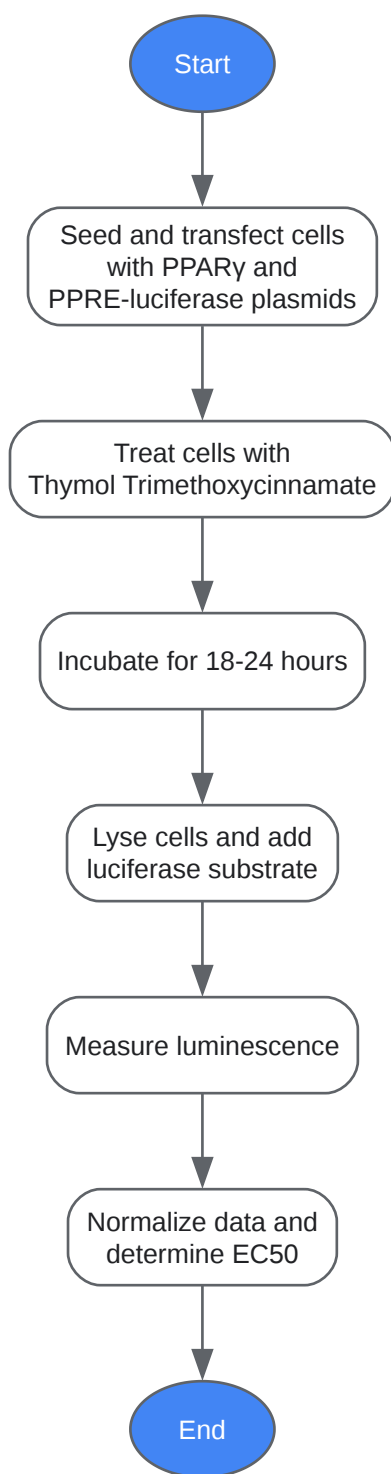 Start
Seed and transfect cells
with PPARγ and
PPRE-luciferase plasmids
Treat cells with
Thymol Trimethoxycinnamate
Incubate for 18-24 hours
Lyse cells and add
luciferase substrate
Measure luminescence
Normalize data and
determine EC50
End